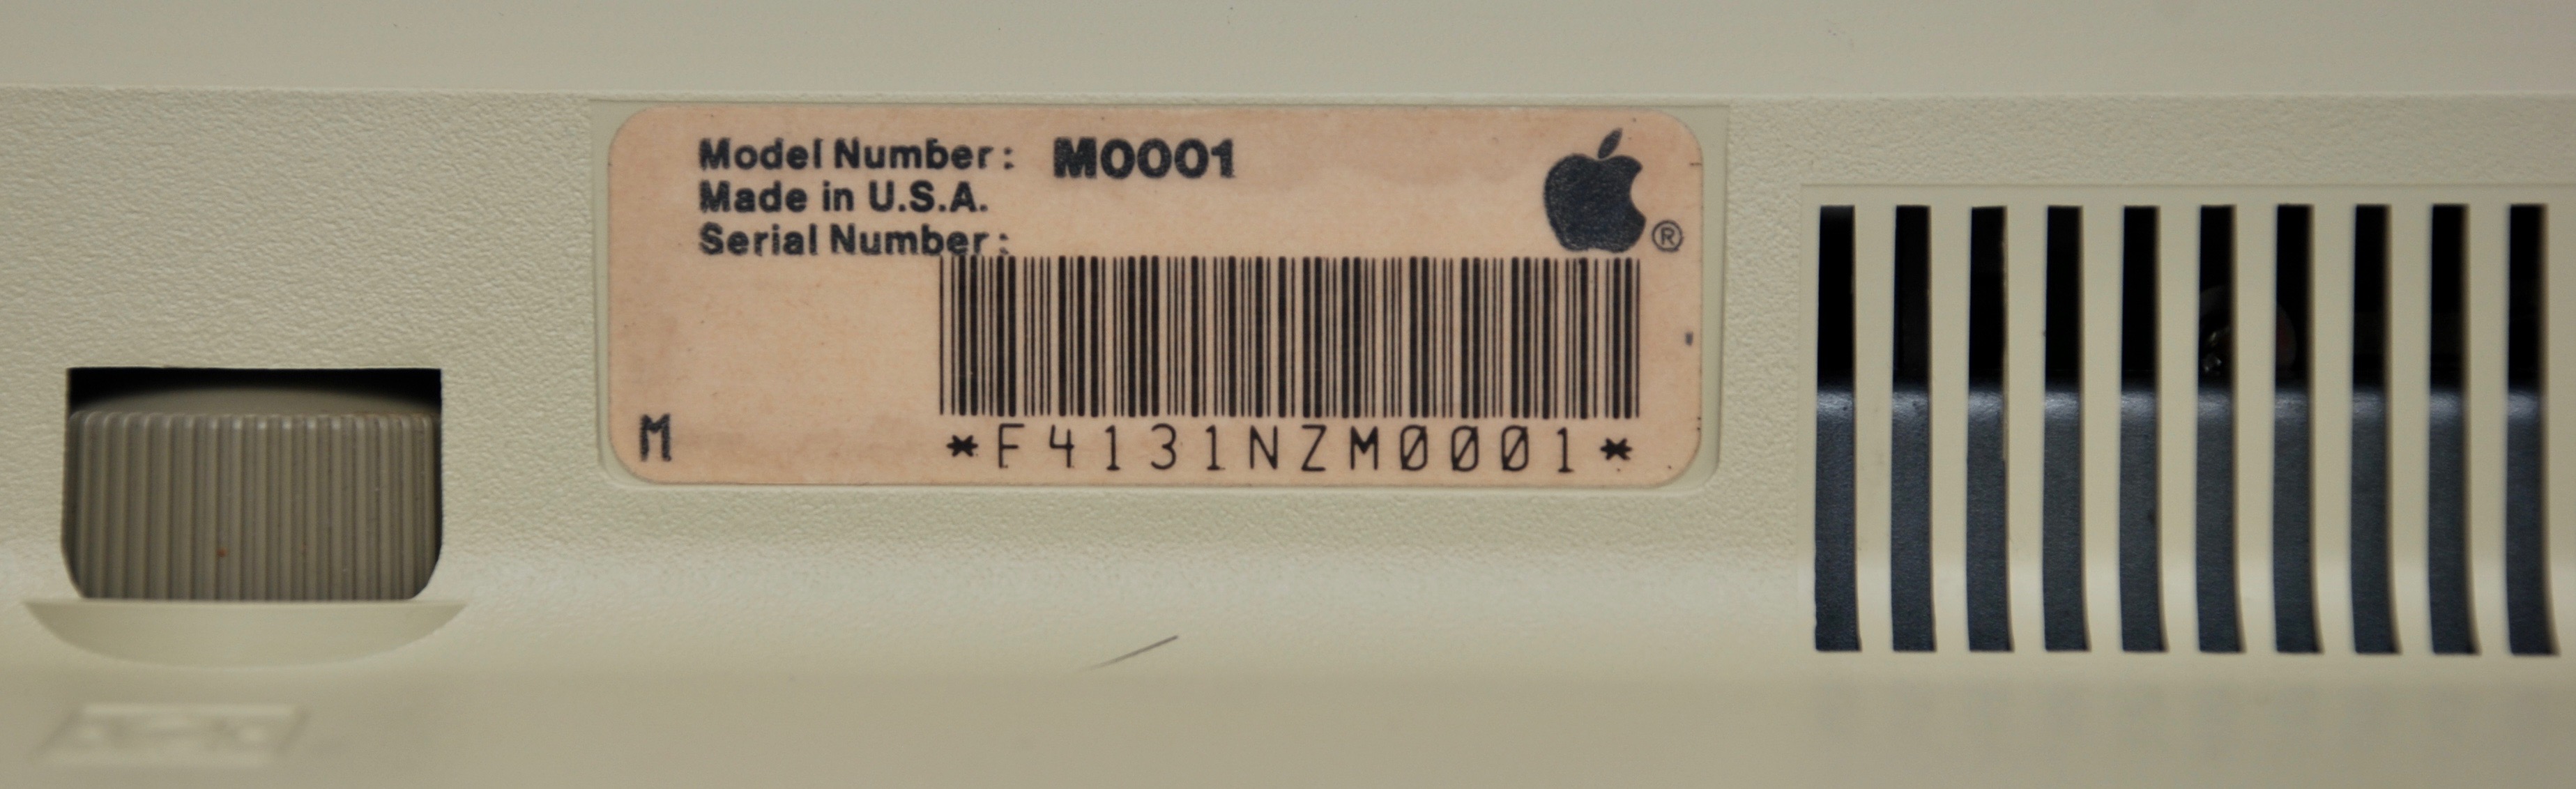 Model Number: M0001
Made in U.S.A.
Serial Number:
®
M
*F4131NZM0001*